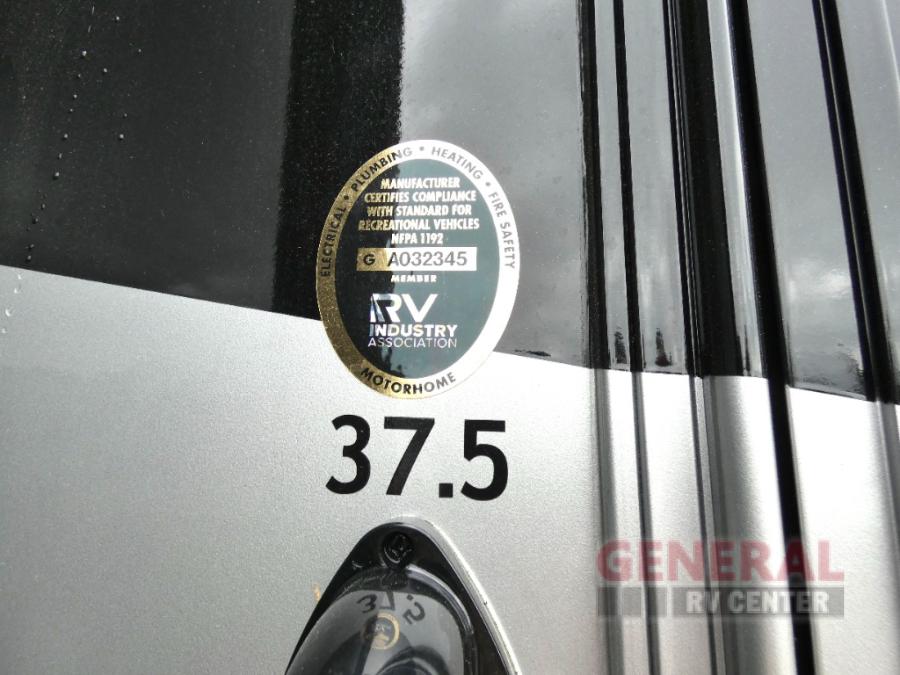 ELECTRICAL • PLUMBING • HEATING • FIRE SAFETY
MANUFACTURER
CERTIFIES COMPLIANCE
WITH STANDARD FOR
RECREATIONAL VEHICLES
NFPA 1192
G A032345
MEMBER
RV
INDUSTRY
ASSOCIATION
MOTORHOME
37.5
GENERAL
RV CENTER